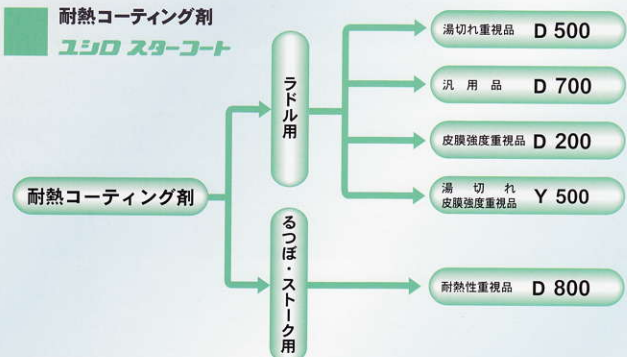 耐熱コーティング剤
ユシロ スターコート
耐熱コーティング剤
ラドル用
湯切れ重視品 D 500
汎用品 D 700
皮膜強度重視品 D 200
湯切れ
皮膜強度重視品 Y 500
るつぼ・ストーク用
耐熱性重視品 D 800